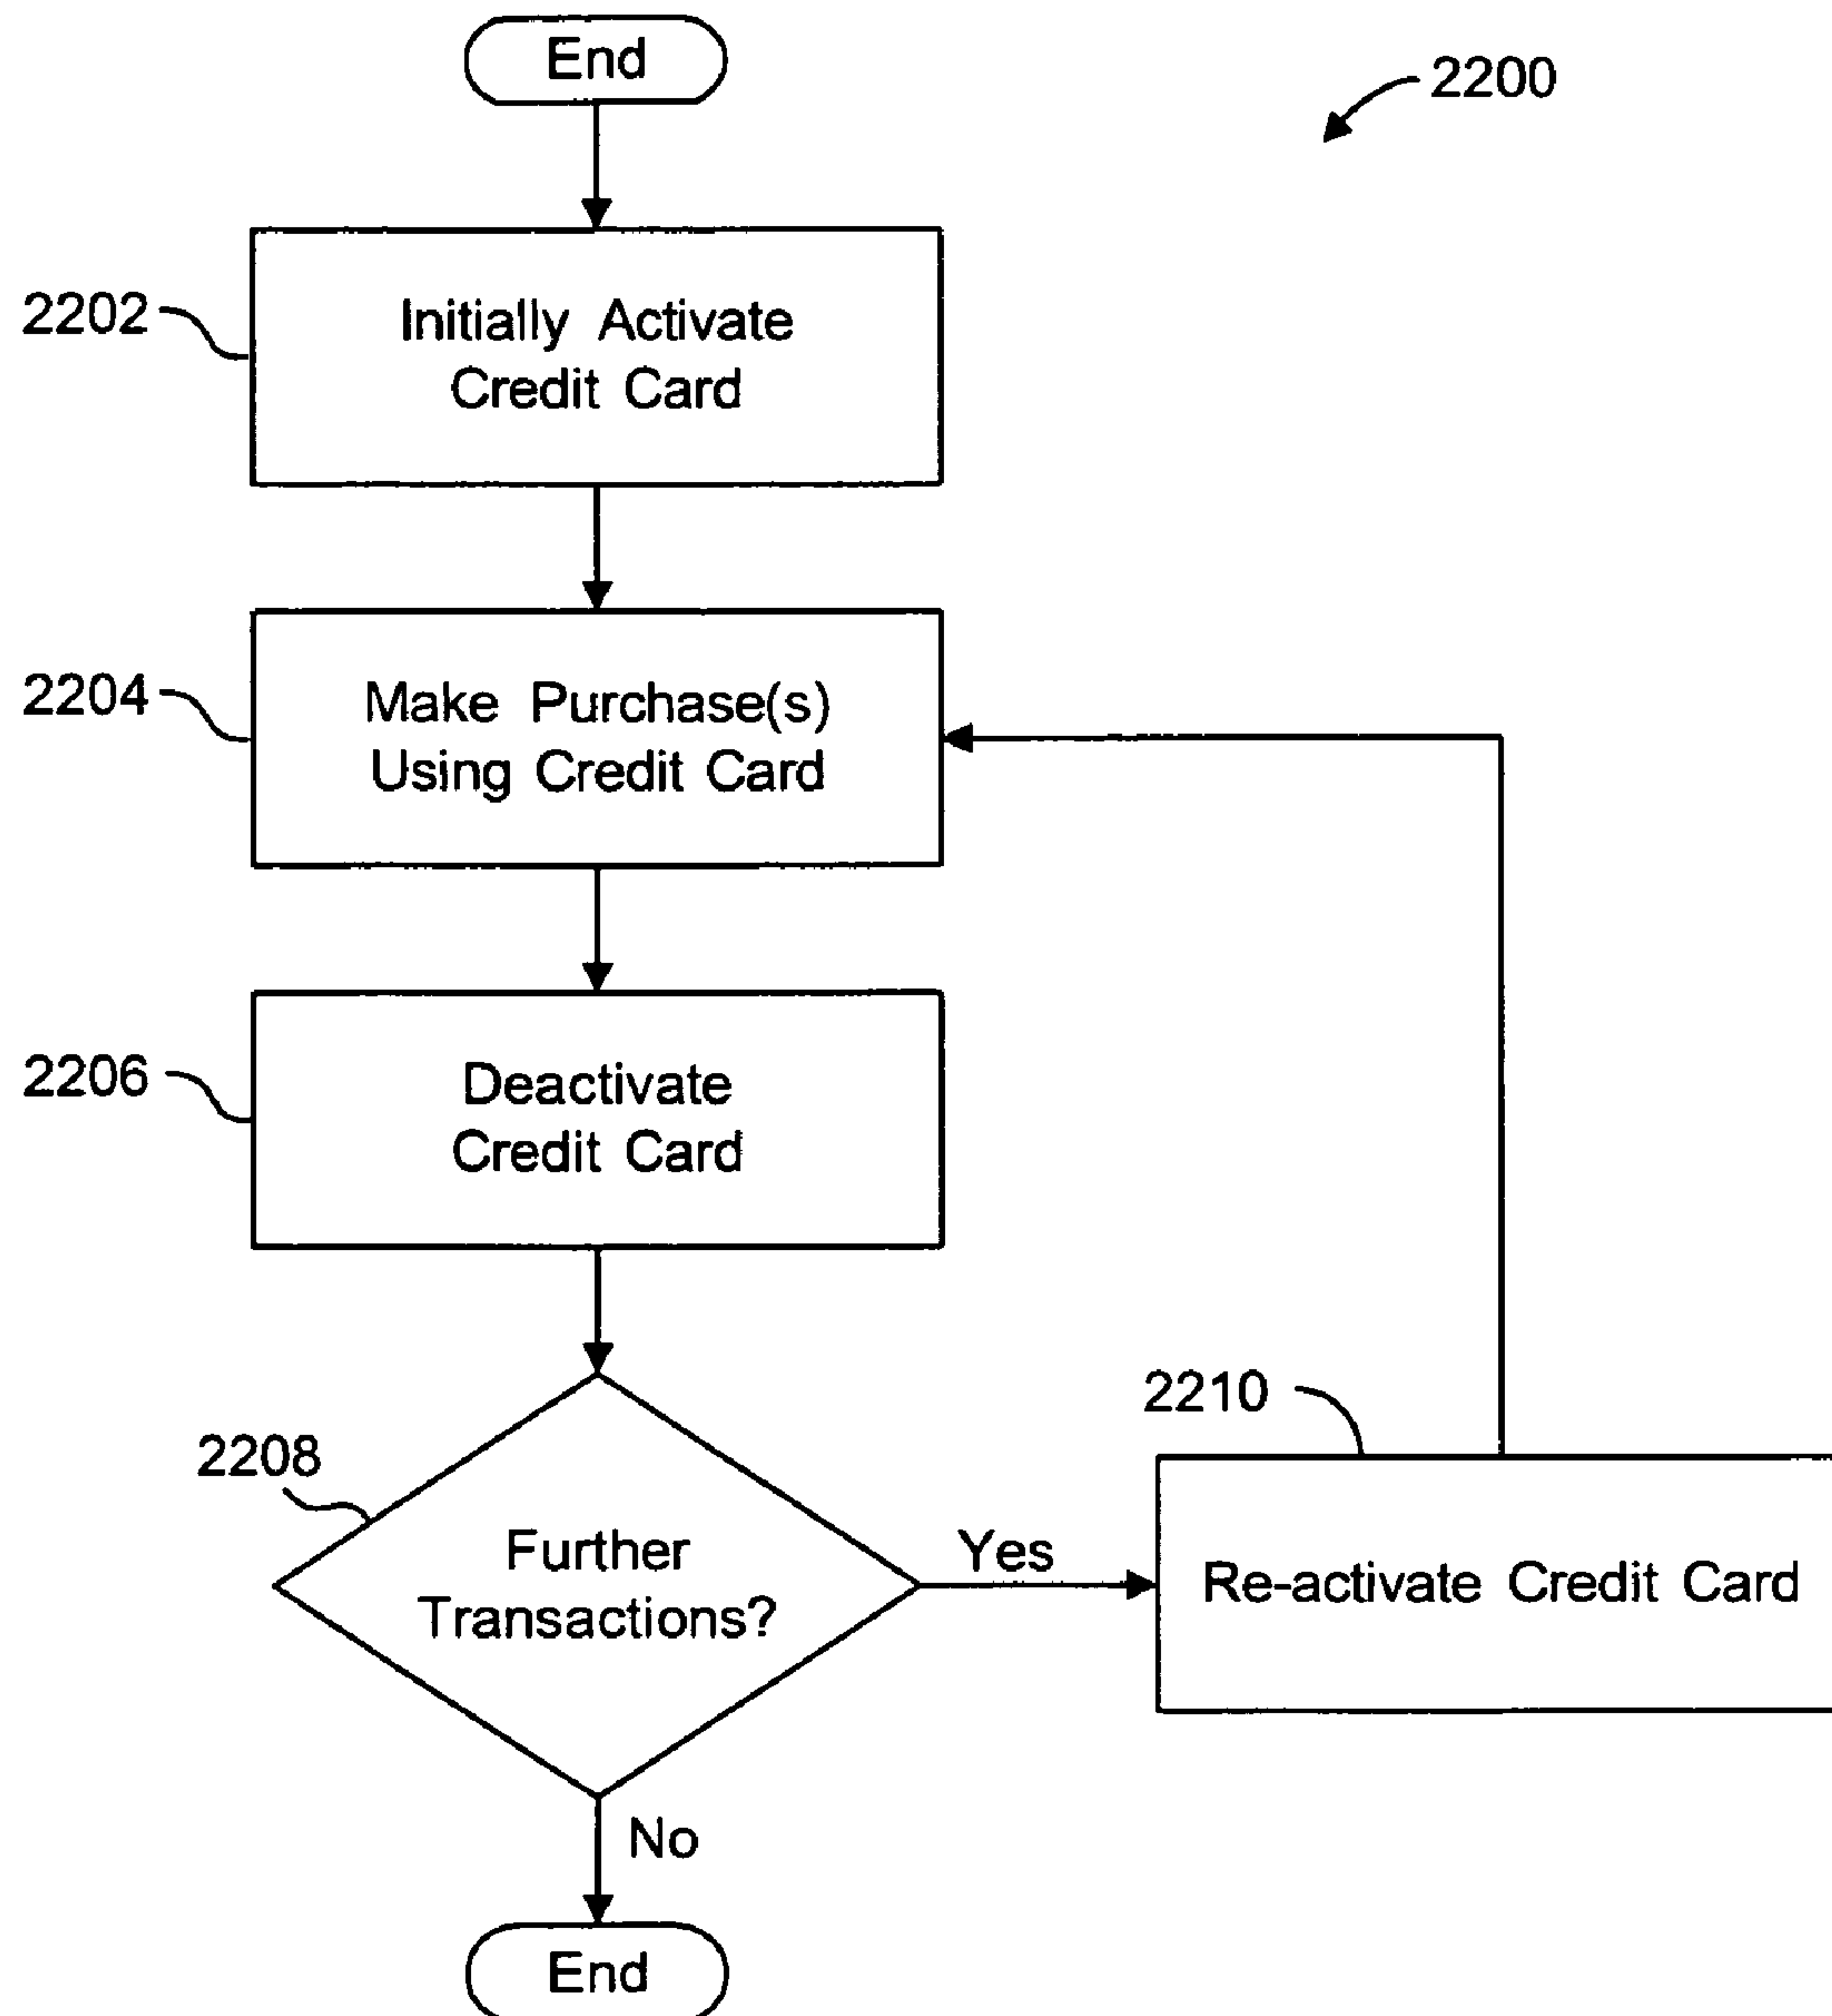 End
2200
2202
Initially Activate
Credit Card
2204
Make Purchase(s)
Using Credit Card
2206
Deactivate
Credit Card
2208
Further
Transactions?
Yes
2210
Re-activate Credit Card
No
End